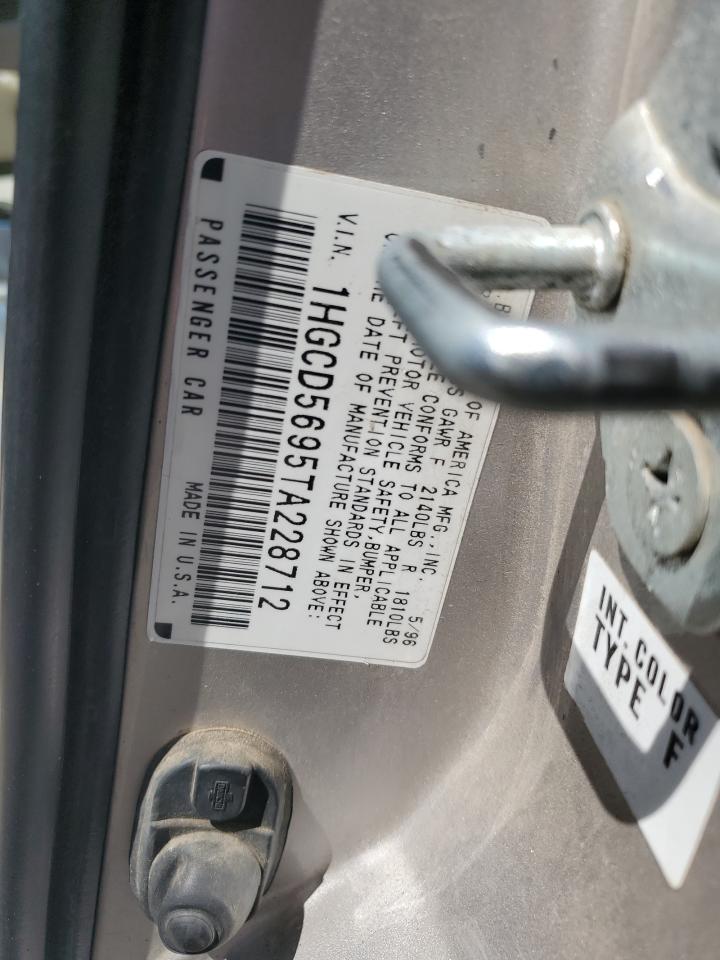 OF AMERICA MFG., INC. 5/96
GAWR F 2140LBS R 1810LBS
CONFORMS TO ALL APPLICABLE
MOTOR VEHICLE SAFETY, BUMPER,
PREVENTION STANDARDS IN EFFECT
DATE OF MANUFACTURE SHOWN ABOVE:
V.I.N. 1HGCD5695TA228712
PASSENGER CAR MADE IN U.S.A.
INT. COLOR
TYPE F